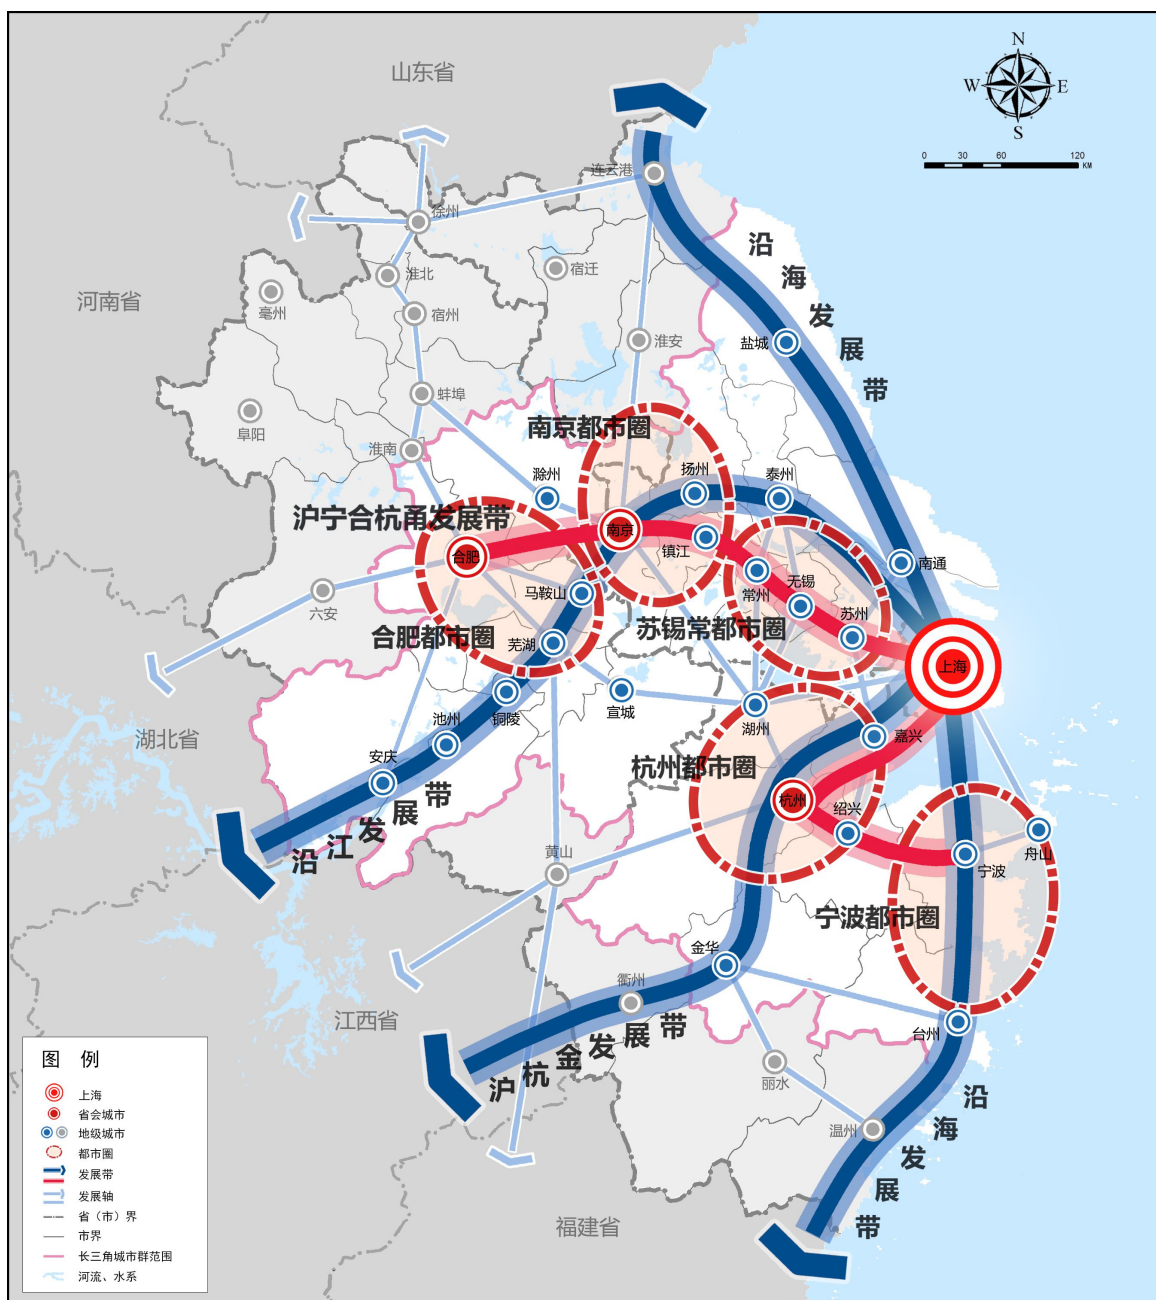 山东省
N
W
E
S
0
30
60
120
KM
连云港
徐州
沿海发展带
淮北
宿迁
河南省
亳州
宿州
盐城
淮安
蚌埠
阜阳
南京都市圈
淮南
滁州
扬州
泰州
沪宁合杭甬发展带
南京
镇江
合肥
南通
六安
马鞍山
常州
无锡
苏州
合肥都市圈
芜湖
苏锡常都市圈
上海
铜陵
宣城
湖州
池州
湖北省
嘉兴
安庆
杭州都市圈
杭州
绍兴
沿江发展带
黄山
舟山
宁波
宁波都市圈
金华
衢州
江西省
台州
沪杭金发展带
丽水
温州
沿海发展带
福建省
图 例
上海
省会城市
地级城市
都市圈
发展带
发展轴
省（市）界
市界
长三角城市群范围
河流、水系